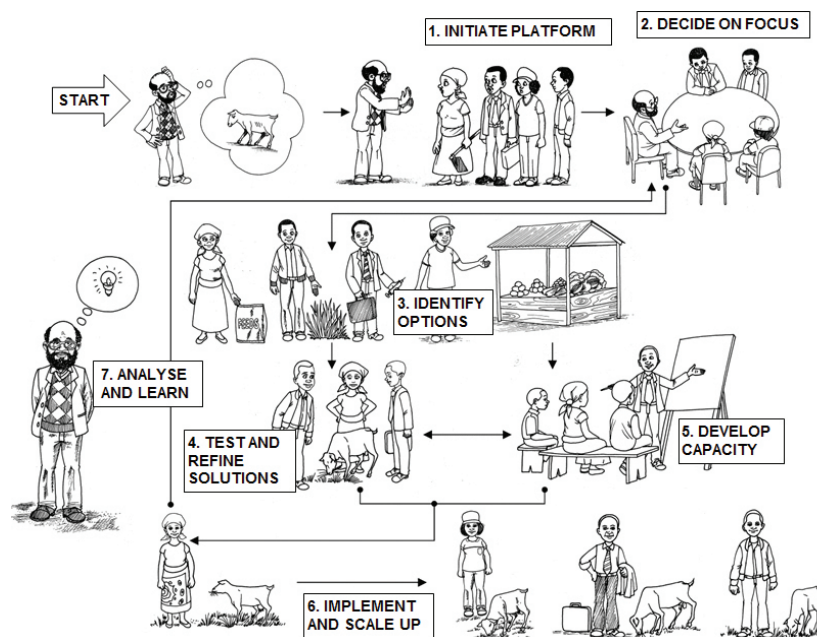 START
1. INITIATE PLATFORM
2. DECIDE ON FOCUS
FEEDS
3. IDENTIFY
OPTIONS
7. ANALYSE
AND LEARN
4. TEST AND
REFINE
SOLUTIONS
5. DEVELOP
CAPACITY
6. IMPLEMENT
AND SCALE UP